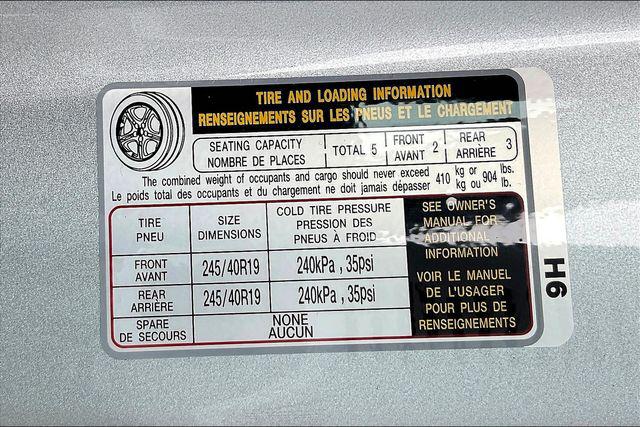 TIRE AND LOADING INFORMATION
RENSEIGNEMENTS SUR LES PNEUS ET LE CHARGEMENT
SEATING CAPACITY
NOMBRE DE PLACES
TOTAL 5
FRONT
AVANT 2
REAR
ARRIÈRE 3
The combined weight of occupants and cargo should never exceed 410 kg or 904 lbs.
Le poids total des occupants et du chargement ne doit jamais dépasser 410 kg ou 904 lb.
TIRE
PNEU
SIZE
DIMENSIONS
COLD TIRE PRESSURE
PRESSION DES
PNEUS À FROID
SEE OWNER'S
MANUAL FOR
ADDITIONAL
INFORMATION
FRONT
AVANT
245/40R19
240kPa , 35psi
REAR
ARRIÈRE
245/40R19
240kPa , 35psi
SPARE
DE SECOURS
NONE
AUCUN
VOIR LE MANUEL
DE L'USAGER
POUR PLUS DE
RENSEIGNEMENTS
H6